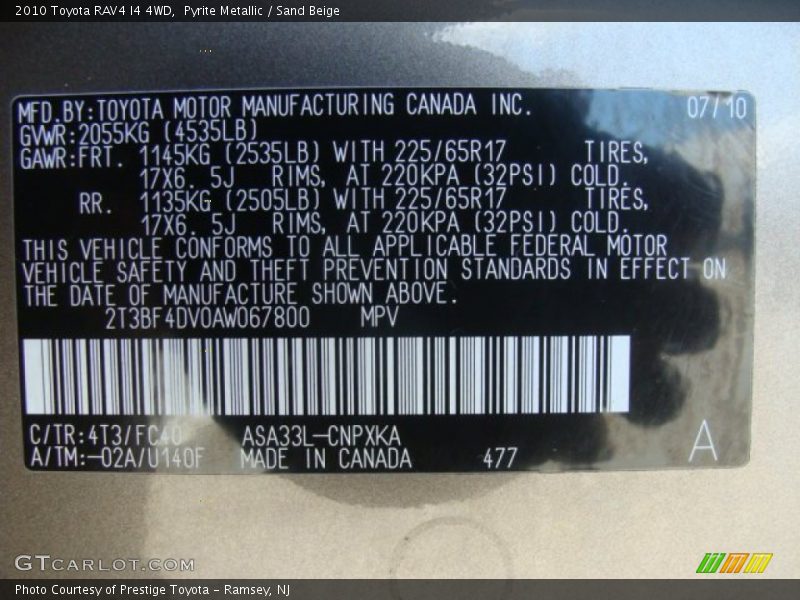 2010 Toyota RAV4 I4 4WD, Pyrite Metallic / Sand Beige
MFD.BY:TOYOTA MOTOR MANUFACTURING CANADA INC. 07/10
GVWR:2055KG (4535LB)
GAWR:FRT. 1145KG (2535LB) WITH 225/65R17 TIRES,
17X6. 5J RIMS, AT 220KPA (32PSI) COLD.
RR. 1135KG (2505LB) WITH 225/65R17 TIRES,
17X6. 5J RIMS, AT 220KPA (32PSI) COLD.
THIS VEHICLE CONFORMS TO ALL APPLICABLE FEDERAL MOTOR
VEHICLE SAFETY AND THEFT PREVENTION STANDARDS IN EFFECT ON
THE DATE OF MANUFACTURE SHOWN ABOVE.
2T3BF4DV0AW067800 MPV
C/TR:4T3/FC40 ASA33L-CNPXKA
A/TM:-02A/U140F MADE IN CANADA 477 A
GTCARLOT.COM
Photo Courtesy of Prestige Toyota - Ramsey, NJ